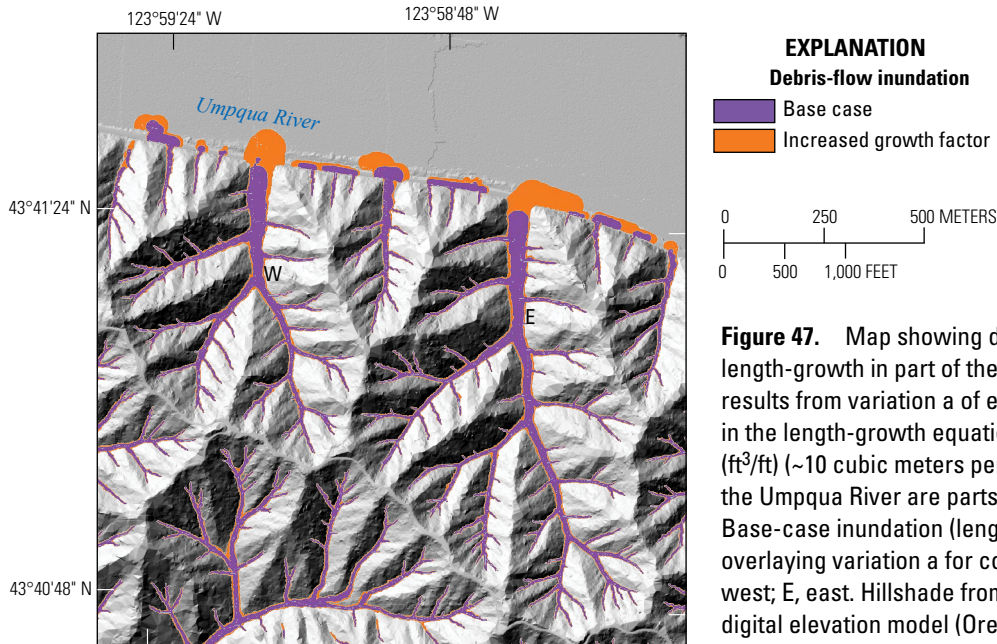 123°59'24" W
123°58'48" W
Umpqua River
43°41'24" N
W
E
43°40'48" N
EXPLANATION
Debris-flow inundation
Base case
Increased growth factor
0 250 500 METERS
0 500 1,000 FEET
Figure 47. Map showing d
length-growth in part of the
results from variation a of e
in the length-growth equatio
(ft³/ft) (~10 cubic meters pe
the Umpqua River are parts
Base-case inundation (leng
overlaying variation a for co
west; E, east. Hillshade fron
digital elevation model (Ore